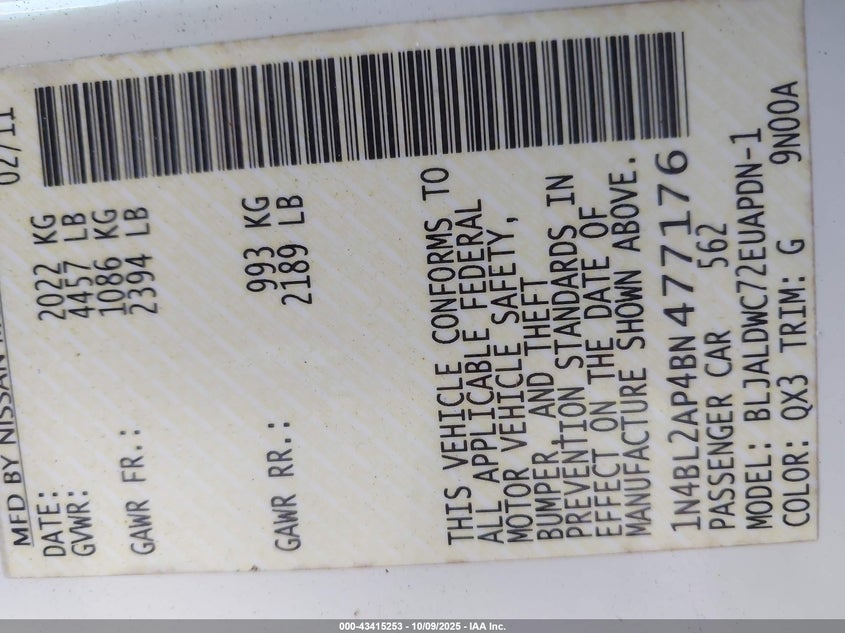 MFD BY NISSAN
DATE: 02/11
GVWR: 2022 KG
4457 LB
GAWR FR.: 1086 KG
2394 LB
GAWR RR.: 993 KG
2189 LB
THIS VEHICLE CONFORMS TO
ALL APPLICABLE FEDERAL
MOTOR VEHICLE SAFETY,
BUMPER, AND THEFT
PREVENTION STANDARDS IN
EFFECT ON THE DATE OF
MANUFACTURE SHOWN ABOVE.
1N4BL2AP4BN477176
PASSENGER CAR 562
MODEL: BLJALDWC72EUAPDN-1
COLOR: QX3 TRIM: G 9N00A
000-43415253 - 10/09/2025 - IAA Inc.